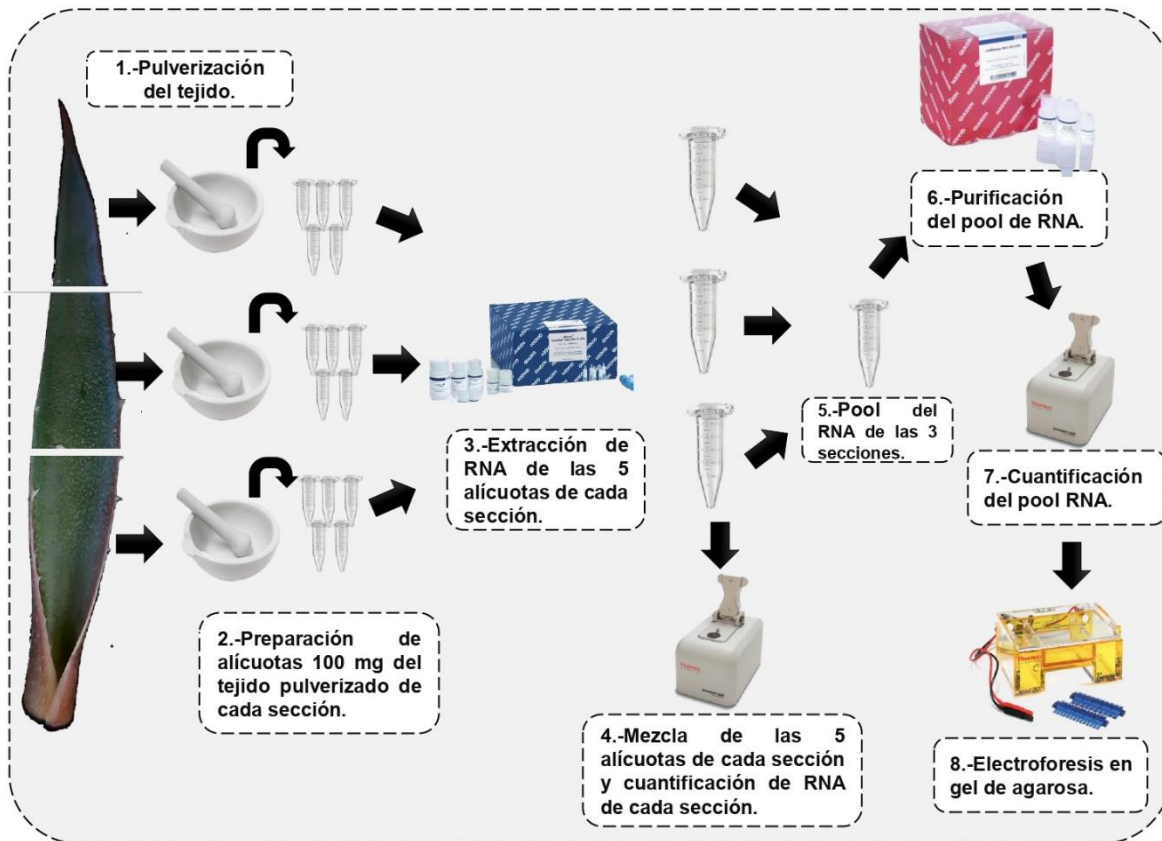 1.-Pulverización
del tejido.
2.-Preparación de
alícuotas 100 mg del
tejido pulverizado de
cada sección.
3.-Extracción de
RNA de las 5
alícuotas de cada
sección.
4.-Mezcla de las 5
alícuotas de cada sección
y cuantificación de RNA
de cada sección.
5.-Pool del
RNA de las 3
secciones.
6.-Purificación
del pool de RNA.
7.-Cuantificación
del pool RNA.
8.-Electroforesis en
gel de agarosa.